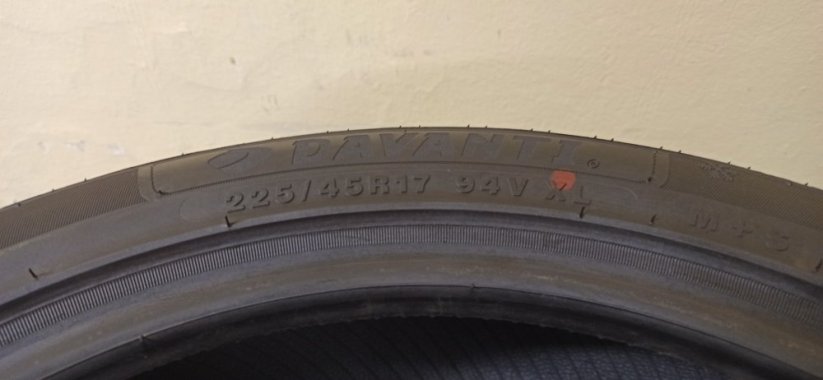 DAVANTI®
225/45R17 94V XL
M+S